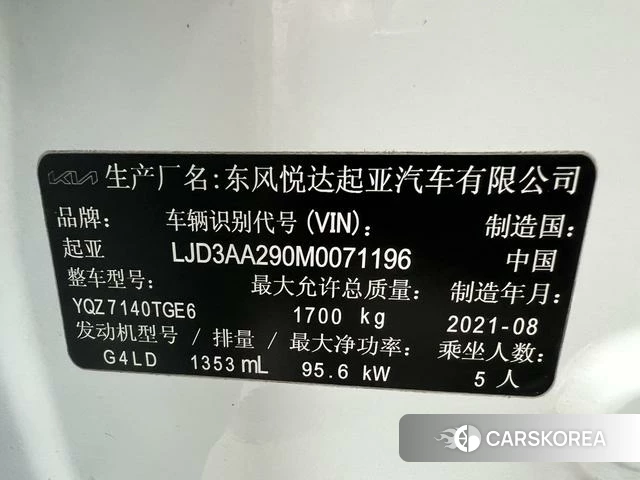 KIA 生产厂名:东风悦达起亚汽车有限公司
品牌: 车辆识别代号(VIN): 制造国:
起亚 LJD3AA290M0071196 中国
整车型号: 最大允许总质量: 制造年月:
YQZ7140TGE6 1700 kg 2021-08
发动机型号 / 排量 / 最大净功率: 乘坐人数:
G4LD 1353 mL 95.6 kW 5 人
CARSKOREA